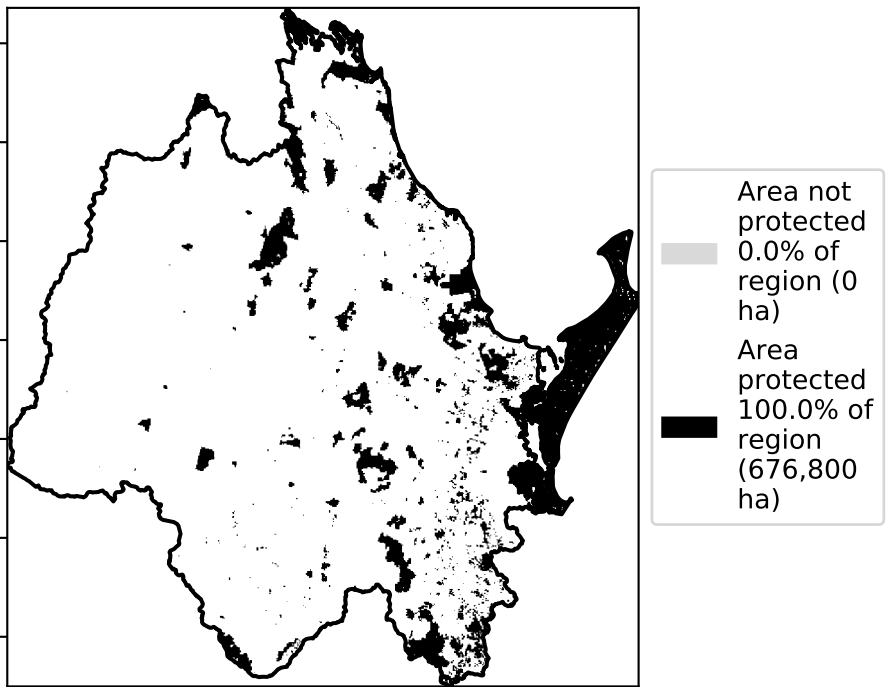 Area not
protected
0.0% of
region (0
ha)
Area
protected
100.0% of
region
(676,800
ha)